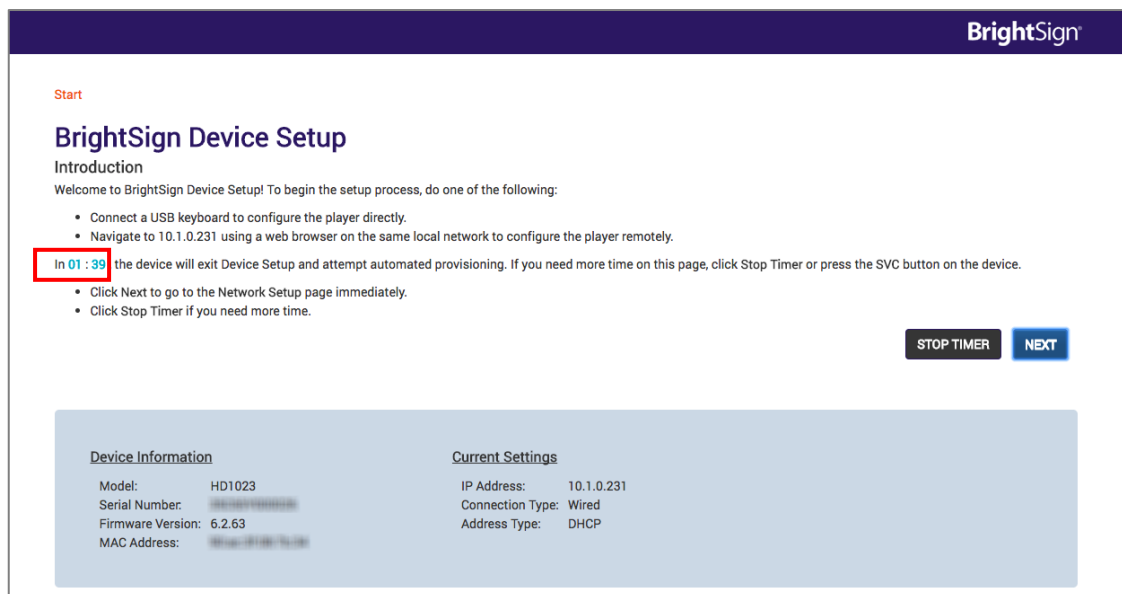 BrightSign®
Start
BrightSign Device Setup
Introduction
Welcome to BrightSign Device Setup! To begin the setup process, do one of the following:
• Connect a USB keyboard to configure the player directly.
• Navigate to 10.1.0.231 using a web browser on the same local network to configure the player remotely.
In 01 : 39 the device will exit Device Setup and attempt automated provisioning. If you need more time on this page, click Stop Timer or press the SVC button on the device.
• Click Next to go to the Network Setup page immediately.
• Click Stop Timer if you need more time.
STOP TIMER NEXT
Device Information Current Settings
Model: HD1023 IP Address: 10.1.0.231
Serial Number: Connection Type: Wired
Firmware Version: 6.2.63 Address Type: DHCP
MAC Address: